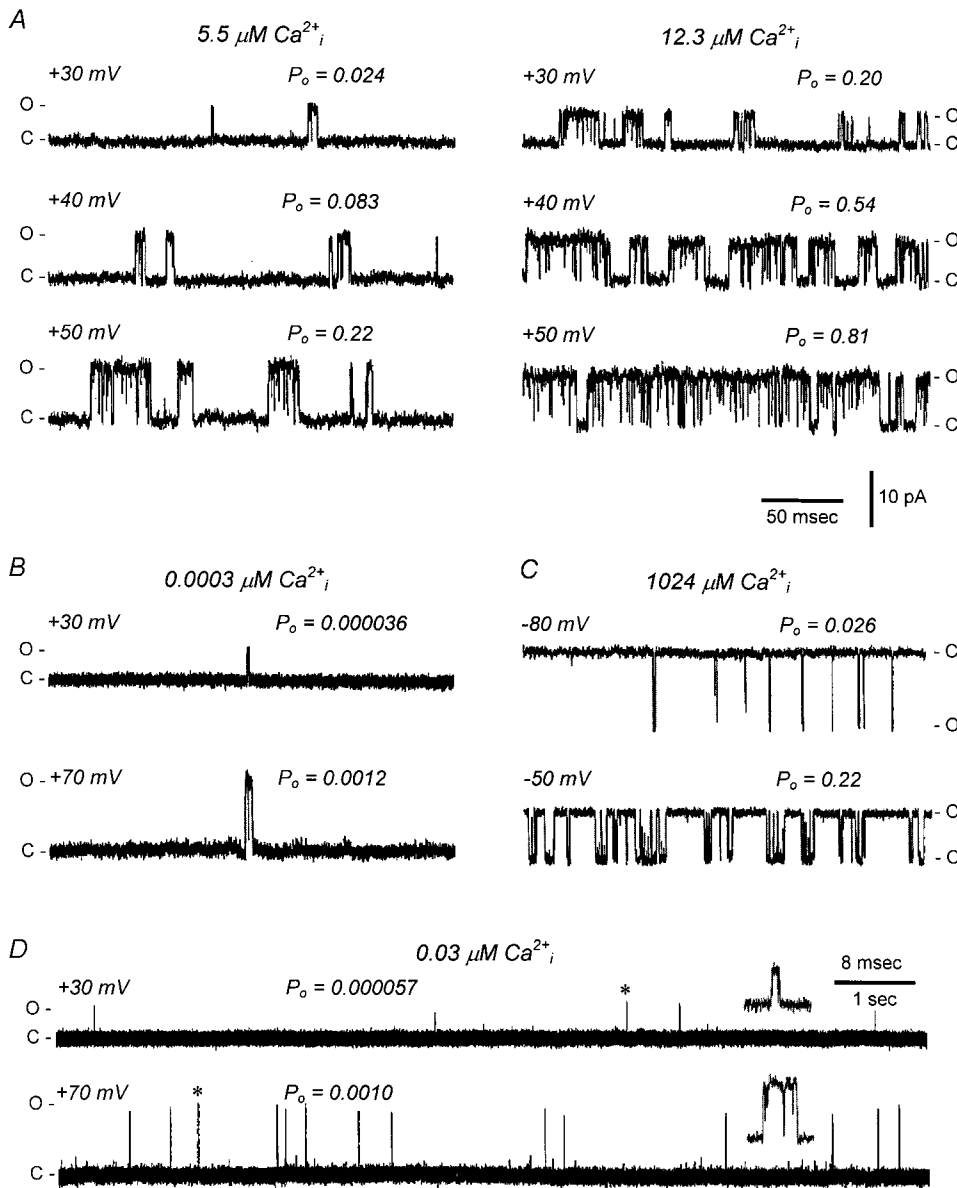 A
5.5 μM Ca²⁺ᵢ
12.3 μM Ca²⁺ᵢ
+30 mV Pₒ = 0.024
O -
C -
+30 mV Pₒ = 0.20
- O
- C
+40 mV Pₒ = 0.083
O -
C -
+40 mV Pₒ = 0.54
- O
- C
+50 mV Pₒ = 0.22
O -
C -
+50 mV Pₒ = 0.81
- O
- C
50 msec
10 pA
B
0.0003 μM Ca²⁺ᵢ
+30 mV Pₒ = 0.000036
O -
C -
+70 mV Pₒ = 0.0012
O -
C -
C
1024 μM Ca²⁺ᵢ
-80 mV Pₒ = 0.026
- C
- O
-50 mV Pₒ = 0.22
- C
- O
D
0.03 μM Ca²⁺ᵢ
+30 mV Pₒ = 0.000057 *
O -
C -
8 msec
1 sec
+70 mV * Pₒ = 0.0010
O -
C -